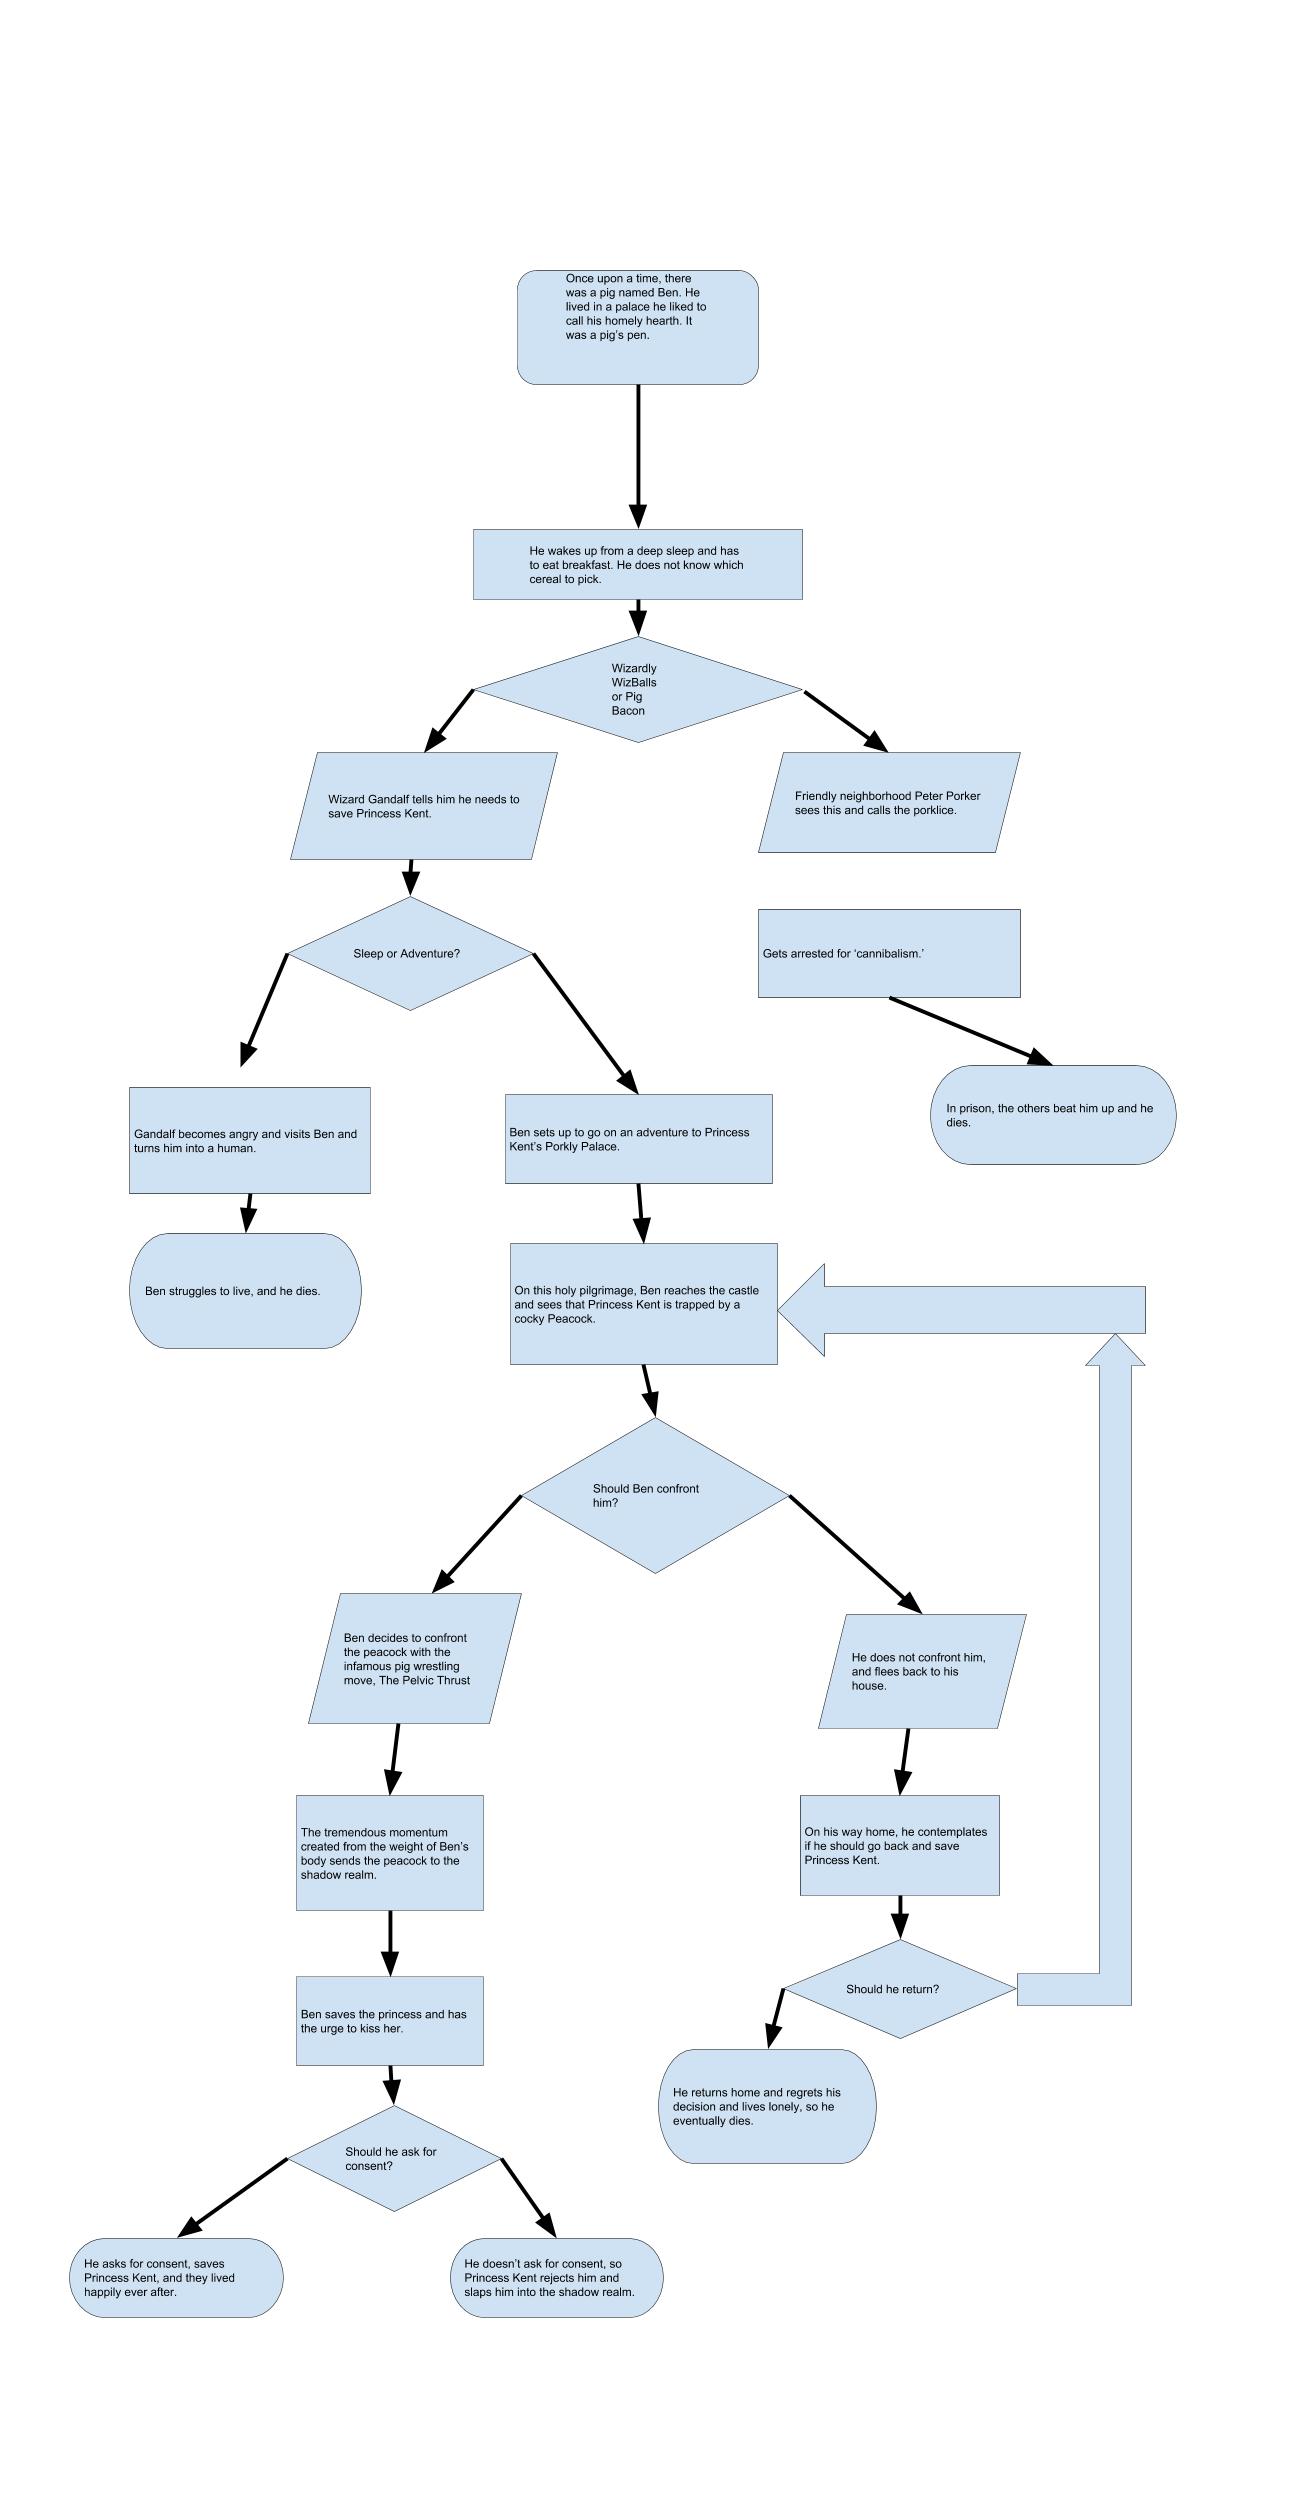 Once upon a time, there
was a pig named Ben. He
lived in a palace he liked to
call his homely hearth. It
was a pig’s pen.
He wakes up from a deep sleep and has
to eat breakfast. He does not know which
cereal to pick.
Wizardly
WizBalls
or Pig
Bacon
Wizard Gandalf tells him he needs to
save Princess Kent.
Friendly neighborhood Peter Porker
sees this and calls the porklice.
Sleep or Adventure?
Gets arrested for ‘cannibalism.’
Gandalf becomes angry and visits Ben and
turns him into a human.
Ben sets up to go on an adventure to Princess
Kent’s Porkly Palace.
In prison, the others beat him up and he
dies.
Ben struggles to live, and he dies.
On this holy pilgrimage, Ben reaches the castle
and sees that Princess Kent is trapped by a
cocky Peacock.
Should Ben confront
him?
Ben decides to confront
the peacock with the
infamous pig wrestling
move, The Pelvic Thrust
He does not confront him,
and flees back to his
house.
The tremendous momentum
created from the weight of Ben’s
body sends the peacock to the
shadow realm.
On his way home, he contemplates
if he should go back and save
Princess Kent.
Ben saves the princess and has
the urge to kiss her.
Should he return?
He returns home and regrets his
decision and lives lonely, so he
eventually dies.
Should he ask for
consent?
He asks for consent, saves
Princess Kent, and they lived
happily ever after.
He doesn’t ask for consent, so
Princess Kent rejects him and
slaps him into the shadow realm.